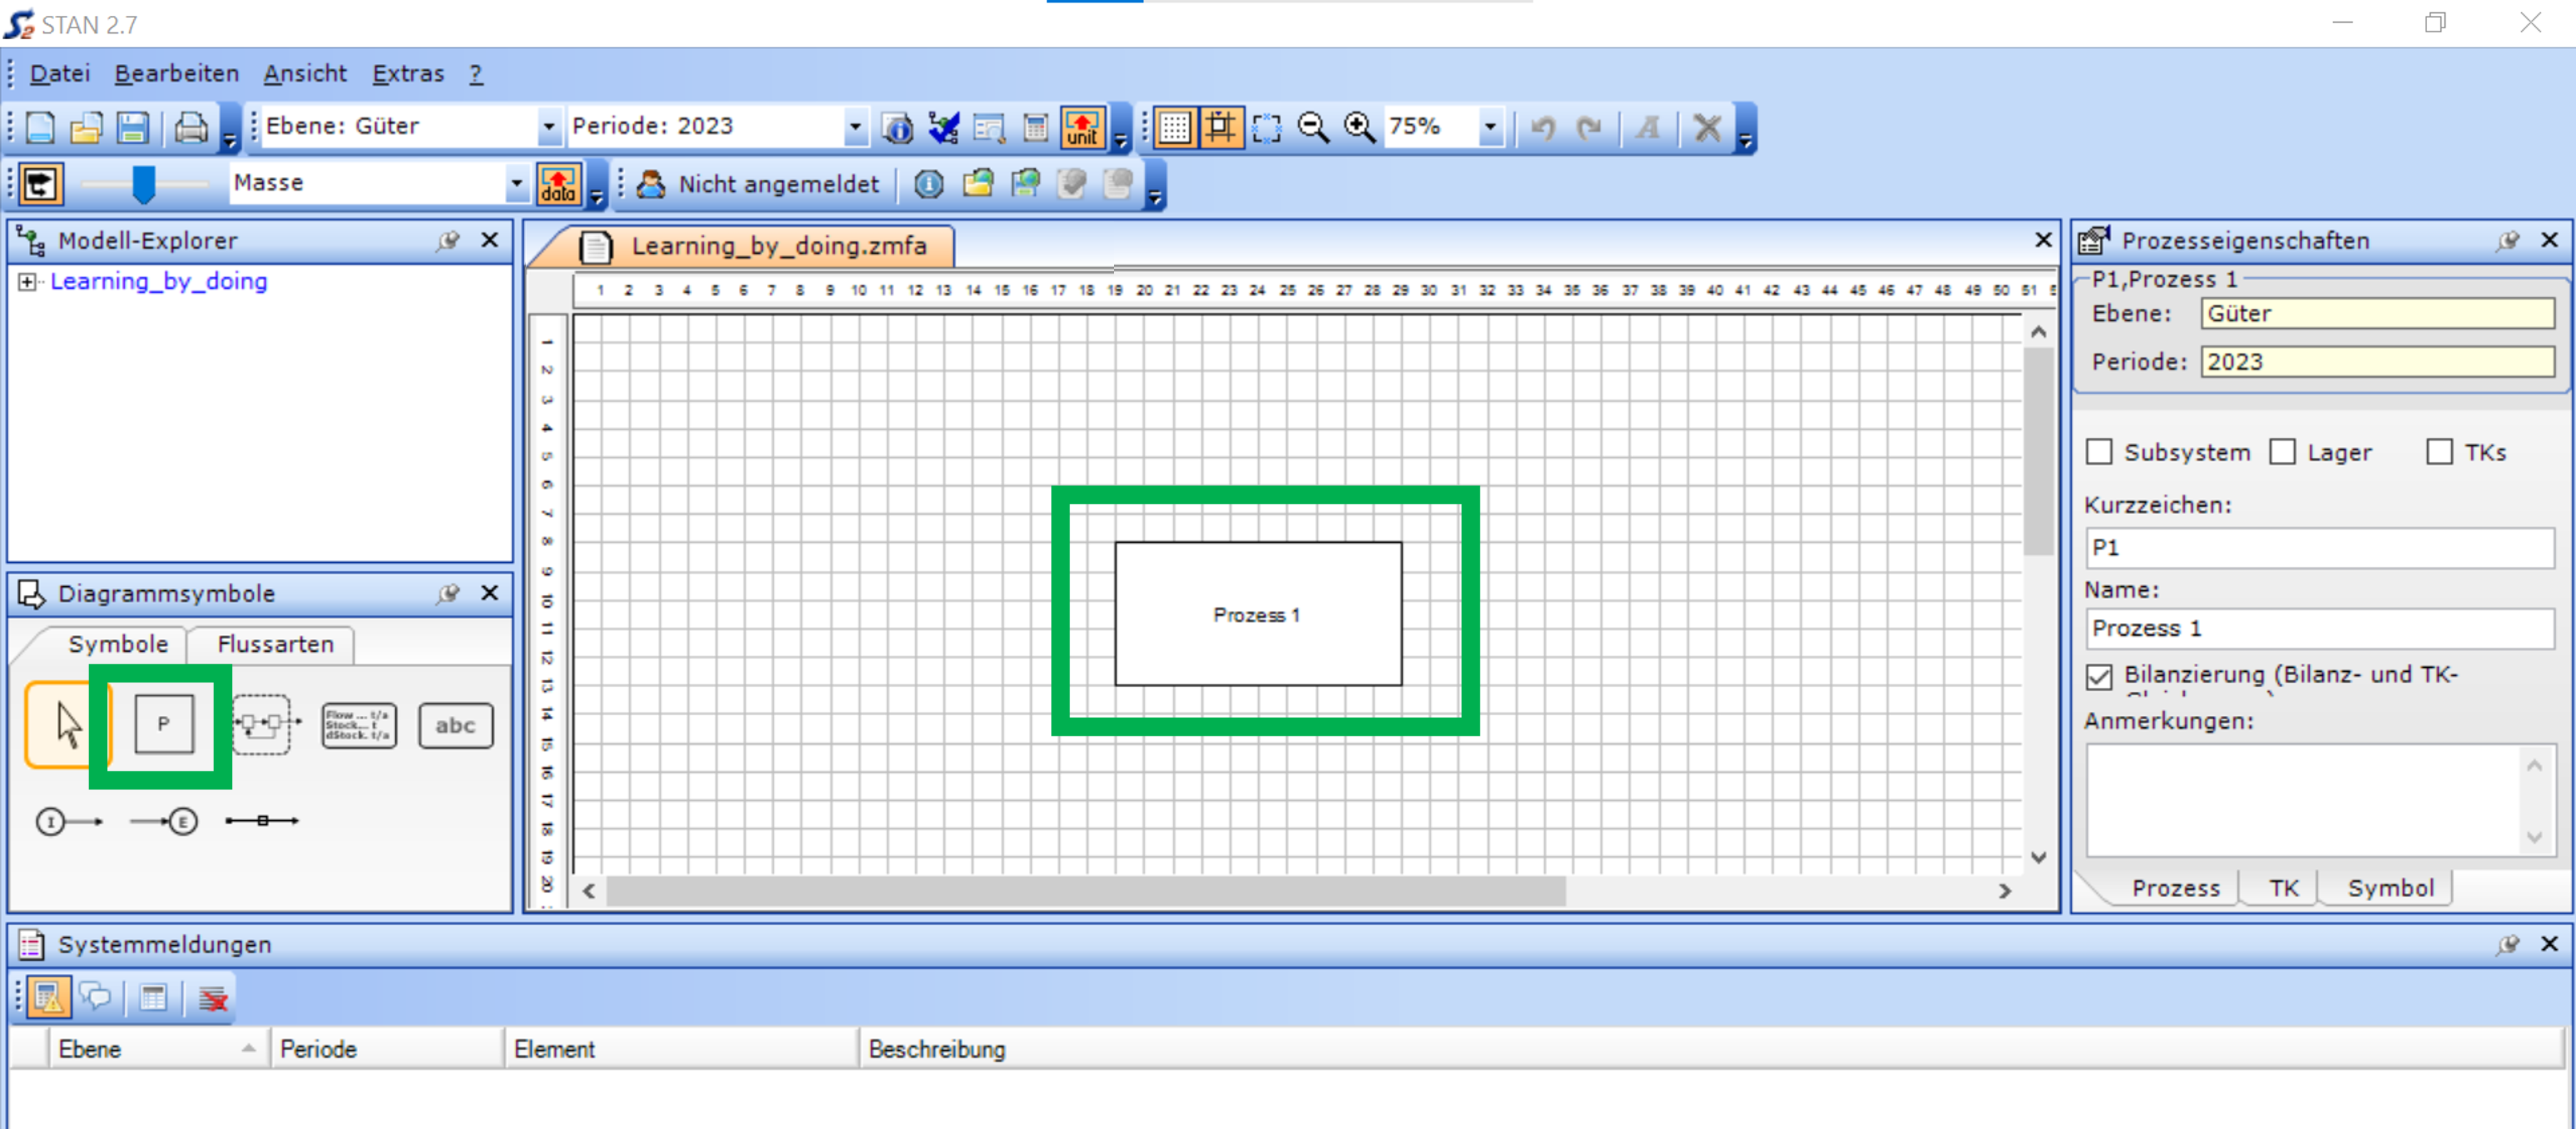 STAN 2.7
Datei Bearbeiten Ansicht Extras ?
Ebene: Güter Periode: 2023 unit 75% A
Masse data Nicht angemeldet
Modell-Explorer
Learning_by_doing
Diagrammsymbole
Symbole Flussarten
P
Flow ... t/a
Stock... t
dStock. t/a
abc
I E
Learning_by_doing.zmfa
1 2 3 4 5 6 7 8 9 10 11 12 13 14 15 16 17 18 19 20 21 22 23 24 25 26 27 28 29 30 31 32 33 34 35 36 37 38 39 40 41 42 43 44 45 46 47 48 49 50 51
1
2
3
4
5
6
7
8
9
10
11
12
13
14
15
16
17
18
19
20
Prozess 1
Prozesseigenschaften
P1,Prozess 1
Ebene: Güter
Periode: 2023
Subsystem Lager TKs
Kurzzeichen:
P1
Name:
Prozess 1
Bilanzierung (Bilanz- und TK-
Anmerkungen:
Prozess TK Symbol
Systemmeldungen
Ebene Periode Element Beschreibung